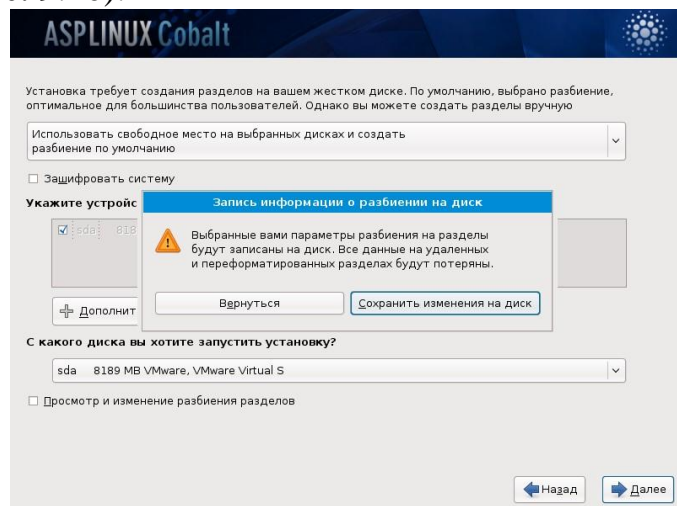 ASPLINUX Cobalt
Установка требует создания разделов на вашем жестком диске. По умолчанию, выбрано разбиение,
оптимальное для большинства пользователей. Однако вы можете создать разделы вручную
Использовать свободное место на выбранных дисках и создать
разбиение по умолчанию
Зашифровать систему
Укажите устройс
Запись информации о разбиении на диск
sda 818
Выбранные вами параметры разбиения на разделы
будут записаны на диск. Все данные на удаленных
и переформатированных разделах будут потеряны.
Вернуться
Сохранить изменения на диск
Дополнит
С какого диска вы хотите запустить установку?
sda 8189 MB VMware, VMware Virtual S
Просмотр и изменение разбиения разделов
Назад
Далее